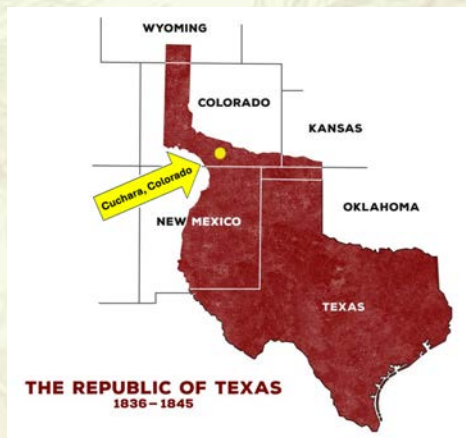 WYOMING
COLORADO
KANSAS
Cuchara, Colorado
NEW MEXICO
OKLAHOMA
TEXAS
THE REPUBLIC OF TEXAS
1836–1845